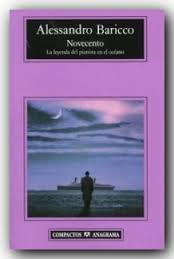 Alessandro Baricco
Novecento
La leyenda del pianista en el océano
COMPACTOS ANAGRAMA